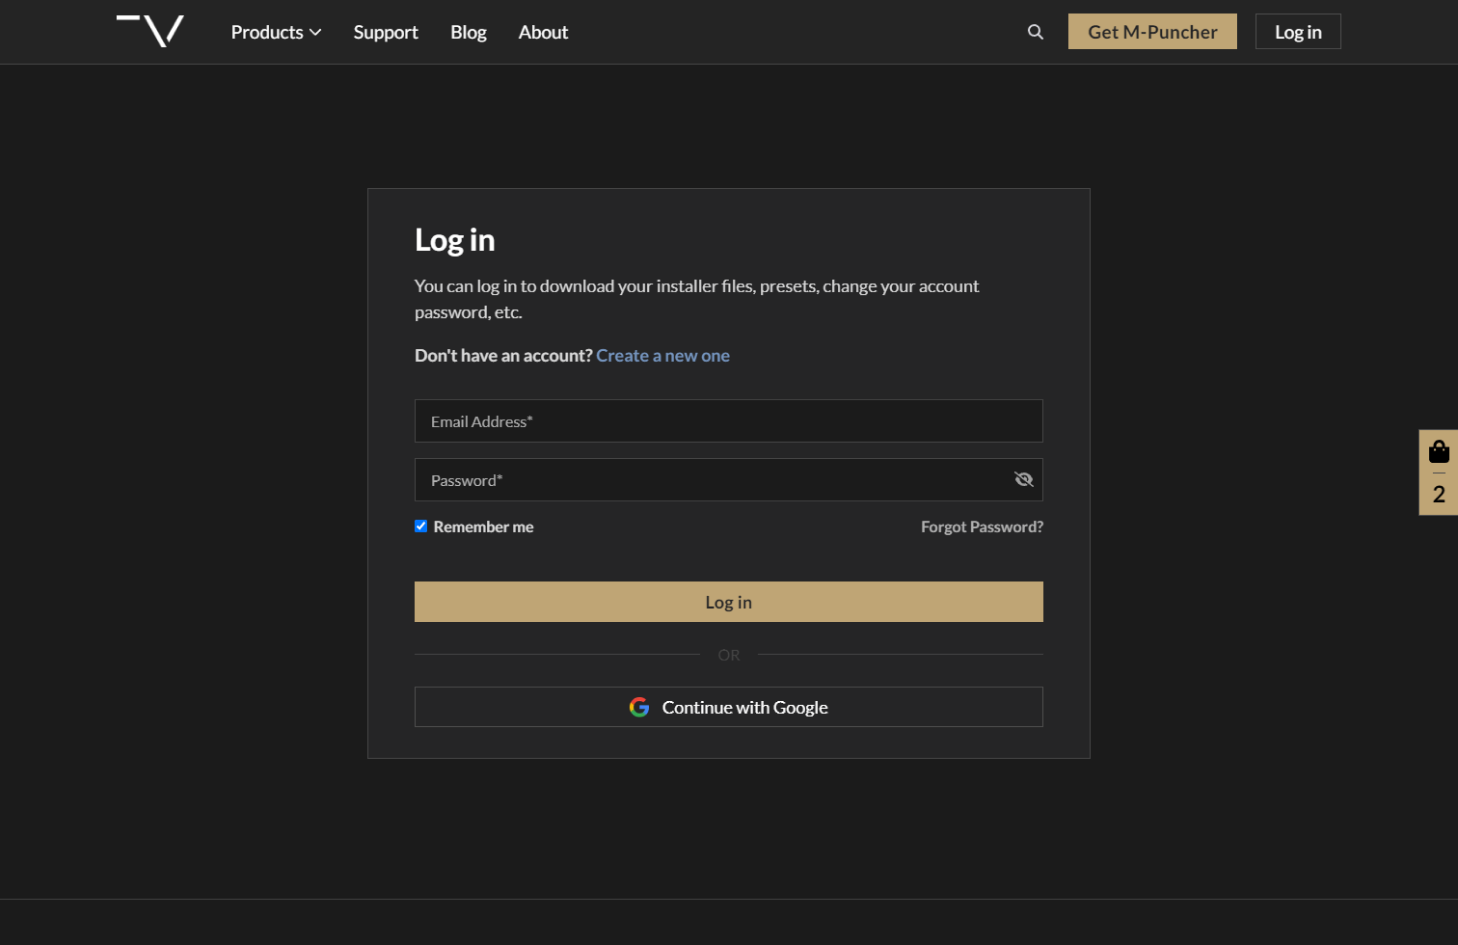 Products
Support
Blog
About
Get M-Puncher
Log in
Log in
You can log in to download your installer files, presets, change your account
password, etc.
Don't have an account? Create a new one
Email Address*
Password*
Remember me
Forgot Password?
2
Log in
OR
Continue with Google